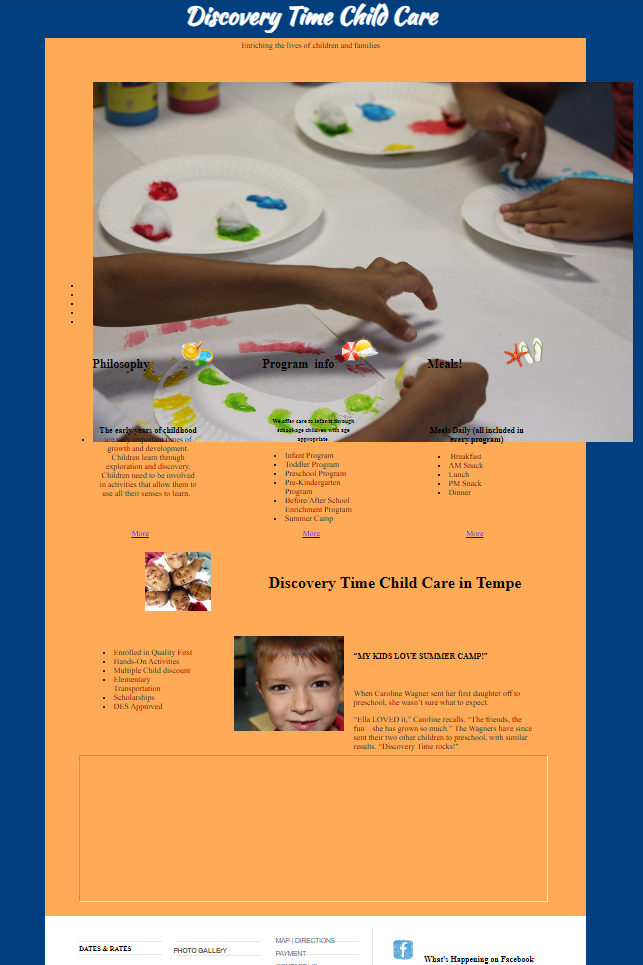 Discovery Time Child Care
Enriching the lives of children and families
Philosophy
Program info
Meals!
The early years of childhood
are very important times of
growth and development.
Children learn through
exploration and discovery.
Children need to be involved
in activities that allow them to
use all their senses to learn.
More
We offer care to infants through
school-age children with age
appropriate
Infant Program
Toddler Program
Preschool Program
Pre-Kindergarten
Program
Before/After School
Enrichment Program
Summer Camp
More
Meals Daily (all included in
every program)
Breakfast
AM Snack
Lunch
PM Snack
Dinner
More
Discovery Time Child Care in Tempe
Enrolled in Quality First
Hands-On Activities
Multiple Child discount
Elementary
Transportation
Scholarships
DES Approved
“MY KIDS LOVE SUMMER CAMP!”
When Caroline Wagner sent her first daughter off to
preschool, she wasn’t sure what to expect.
“Ella LOVED it,” Caroline recalls. “The friends, the
fun she has grown so much.” The Wagners have since
sent their two other children to preschool, with similar
results. “Discovery Time rocks!”
DATES & RATES
PHOTO GALLErY
MAP | DIRECTIONS
PAYMENT
What's Happening on Facebook